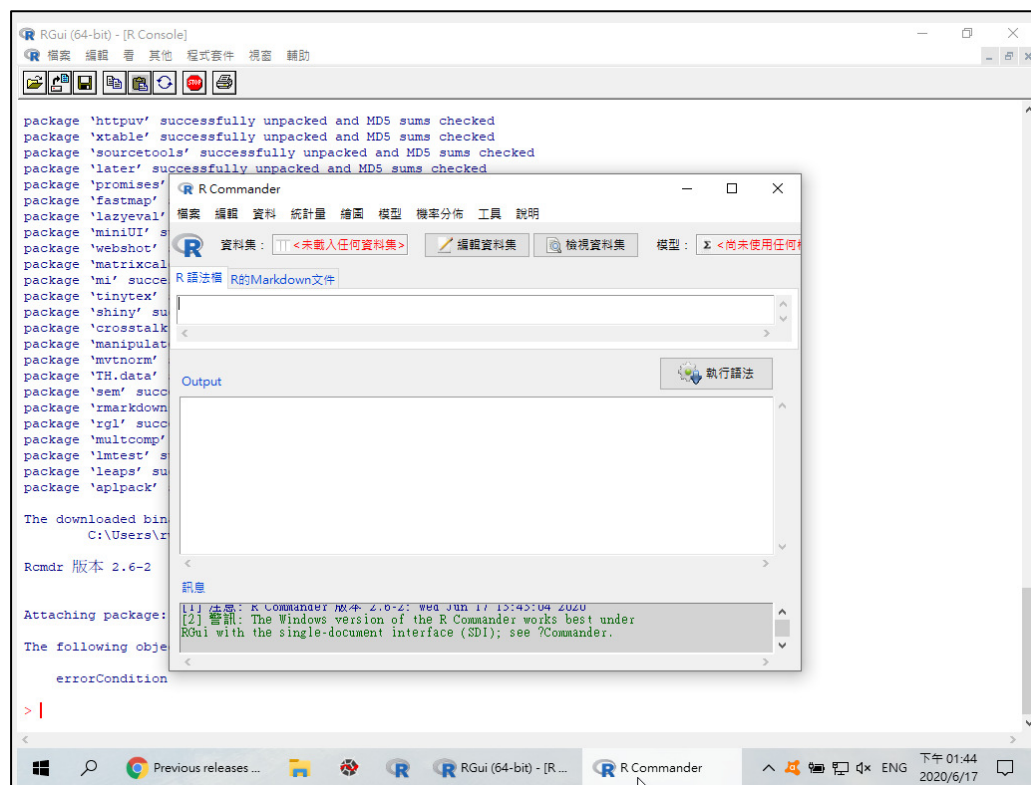 RGui (64-bit) - [R Console]
檔案 編輯 看 其他 程式套件 視窗 輔助
STOP
package 'httpuv' successfully unpacked and MD5 sums checked
package 'xtable' successfully unpacked and MD5 sums checked
package 'sourcetools' successfully unpacked and MD5 sums checked
package 'later' successfully unpacked and MD5 sums checked
package 'promises'
package 'fastmap'
package 'lazyeval'
package 'miniUI' s
package 'webshot'
package 'matrixcal
package 'mi' succe
package 'tinytex'
package 'shiny' su
package 'crosstalk
package 'manipulat
package 'mvtnorm'
package 'TH.data'
package 'sem' succ
package 'rmarkdown
package 'rgl' succ
package 'multcomp'
package 'lmtest' s
package 'leaps' su
package 'aplpack'
The downloaded bin
C:\Users\r
Rcmdr 版本 2.6-2
Attaching package:
The following obje
errorCondition
>
R Commander
檔案 編輯 資料 統計量 繪圖 模型 機率分佈 工具 說明
資料集: <未載入任何資料集> 編輯資料集 檢視資料集 模型: Σ <尚未使用任何
R 語法檔 R的Markdown文件
執行語法
Output
訊息
[1] 注意: R Commander 版本 2.6-2: Wed Jun 17 13:43:04 2020
[2] 警訊: The Windows version of the R Commander works best under
RGui with the single-document interface (SDI); see ?Commander.
Previous releases ... RGui (64-bit) - [R ... R Commander ENG 下午 01:44
2020/6/17